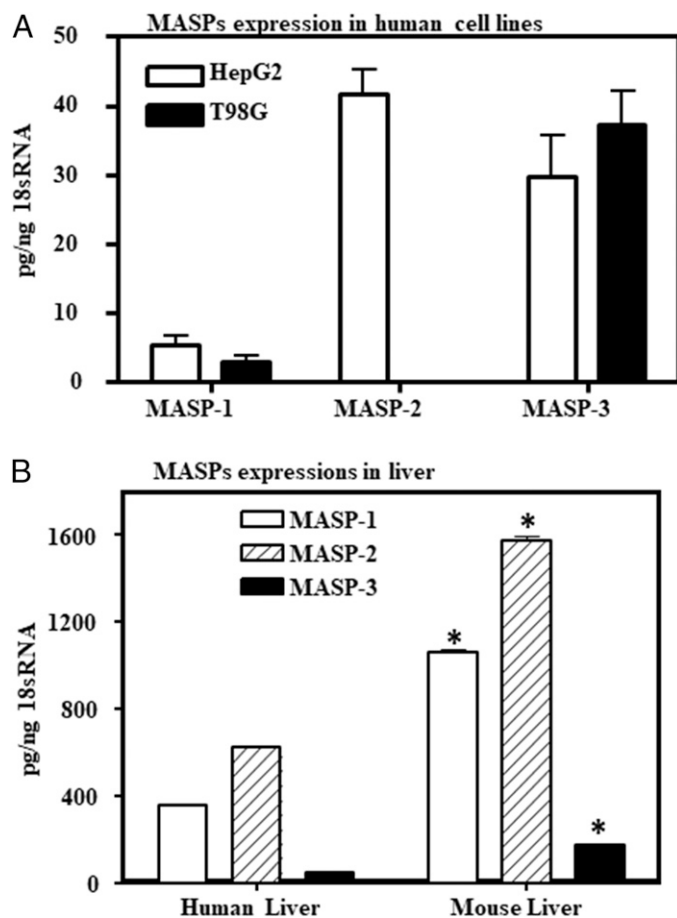 A
MASPs expression in human cell lines
50
40
30
20
10
0
pg/ng 18sRNA
HepG2
T98G
MASP-1 MASP-2 MASP-3
B
MASPs expressions in liver
1600
1200
800
400
0
pg/ng 18sRNA
MASP-1
MASP-2
MASP-3
*
*
*
Human Liver Mouse Liver